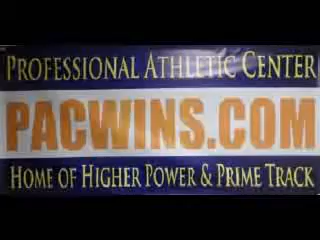 PROFESSIONAL ATHLETIC CENTER
PACWINS.COM
HOME OF HIGHER POWER & PRIME TRACK